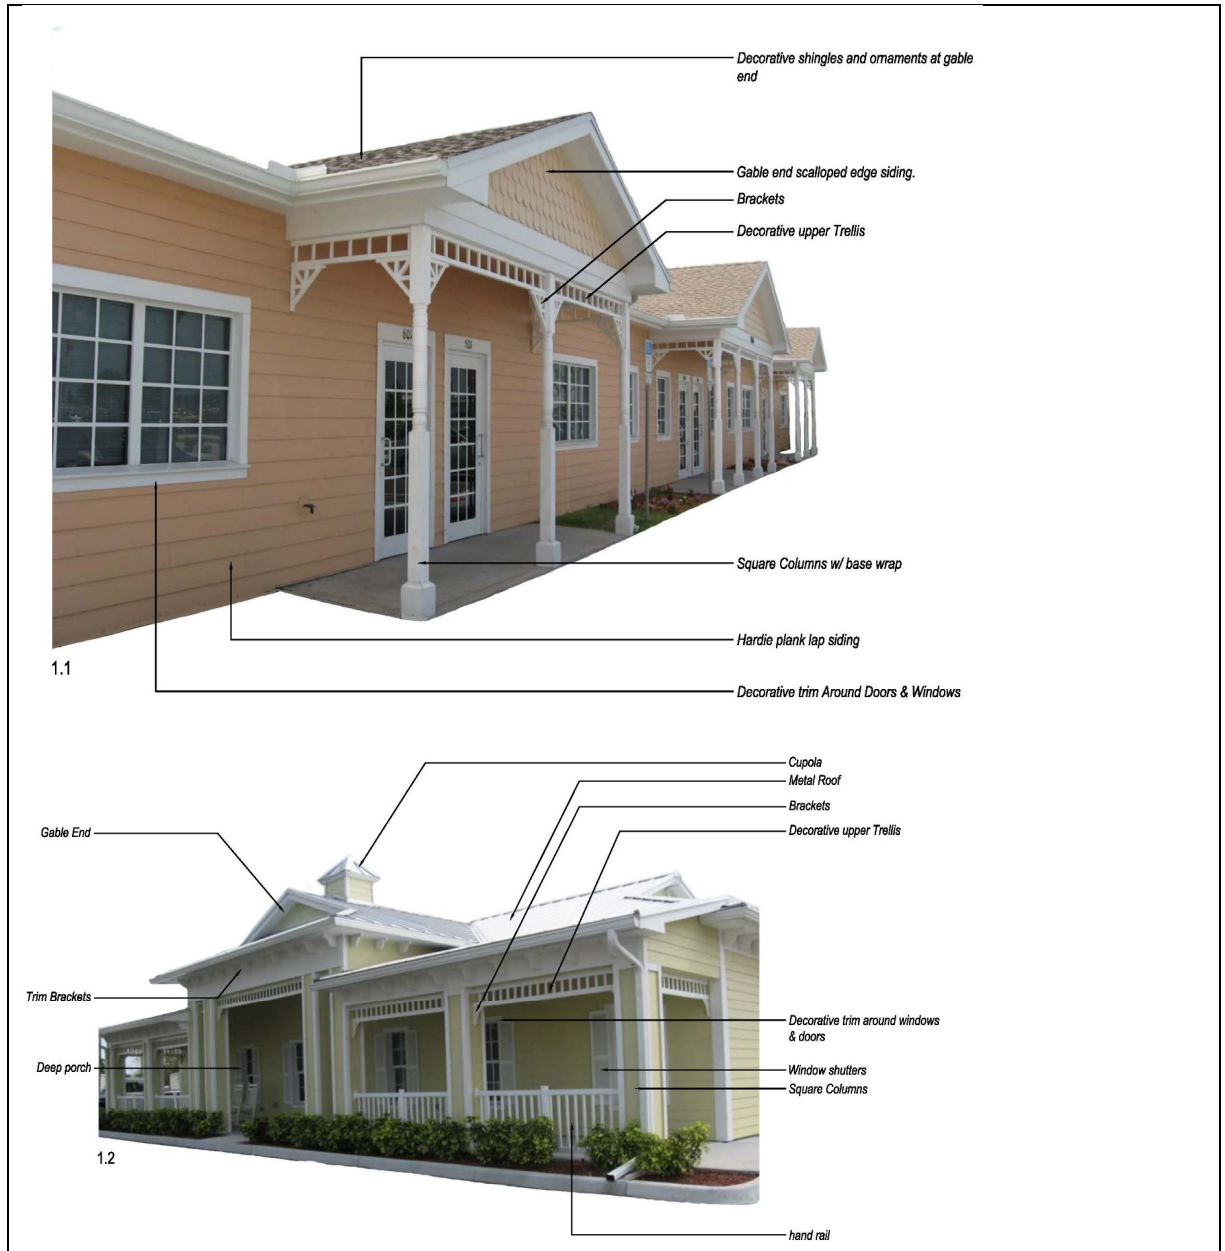 Decorative shingles and ornaments at gable
end
Gable end scalloped edge siding.
Brackets
Decorative upper Trellis
601
501
Square Columns w/ base wrap
Hardie plank lap siding
1.1
Decorative trim Around Doors & Windows
Cupola
Metal Roof
Brackets
Decorative upper Trellis
Gable End
Trim Brackets
Decorative trim around windows
& doors
Deep porch
Window shutters
Square Columns
1.2
hand rail